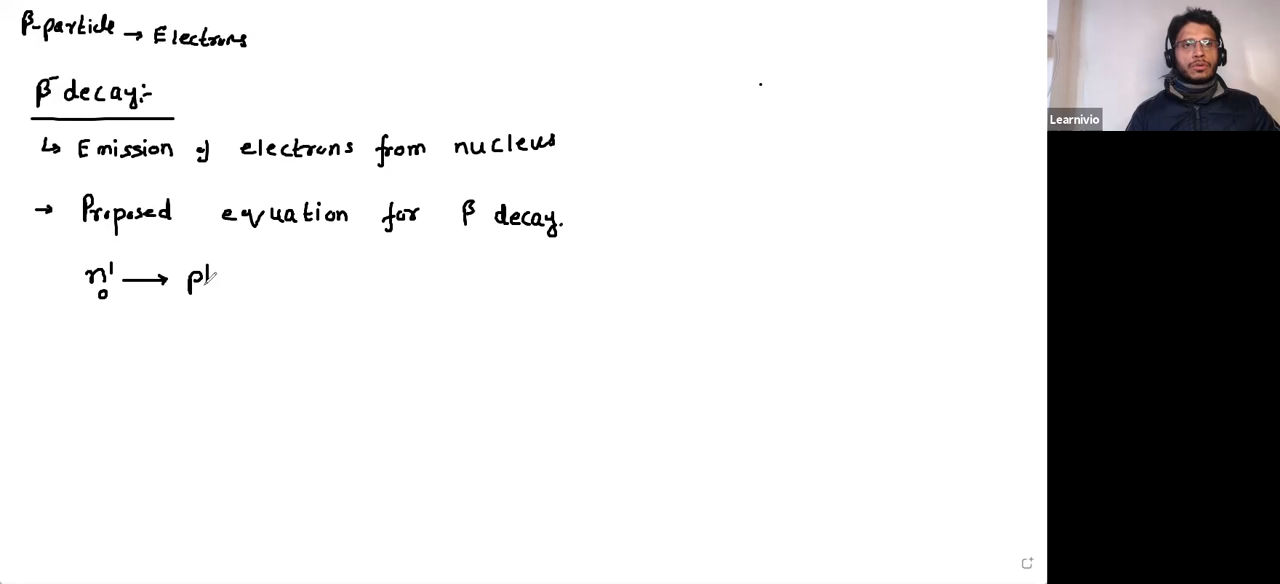 β-particle → Electrons
β⁻ decay:-
↳ Emission of electrons from nucleus
→ Proposed equation for β decay.
n¹₀ ⟶ p¹
Learnivio